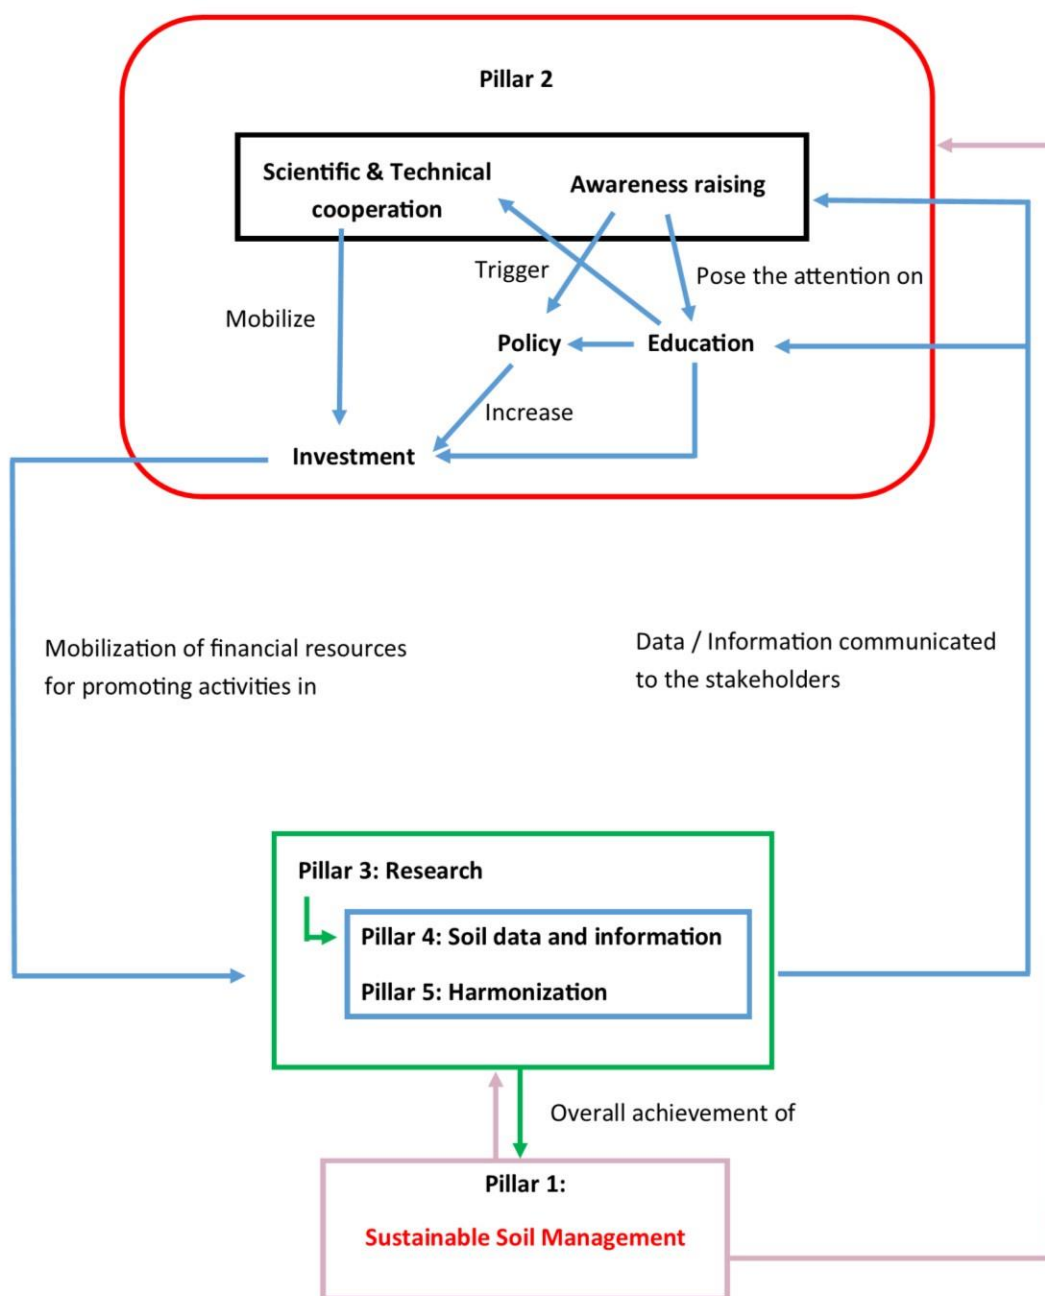 Pillar 2
Scientific & Technical
cooperation
Awareness raising
Trigger
Pose the attention on
Mobilize
Policy
Education
Increase
Investment
Mobilization of financial resources
for promoting activities in
Data / Information communicated
to the stakeholders
Pillar 3: Research
Pillar 4: Soil data and information
Pillar 5: Harmonization
Overall achievement of
Pillar 1:
Sustainable Soil Management